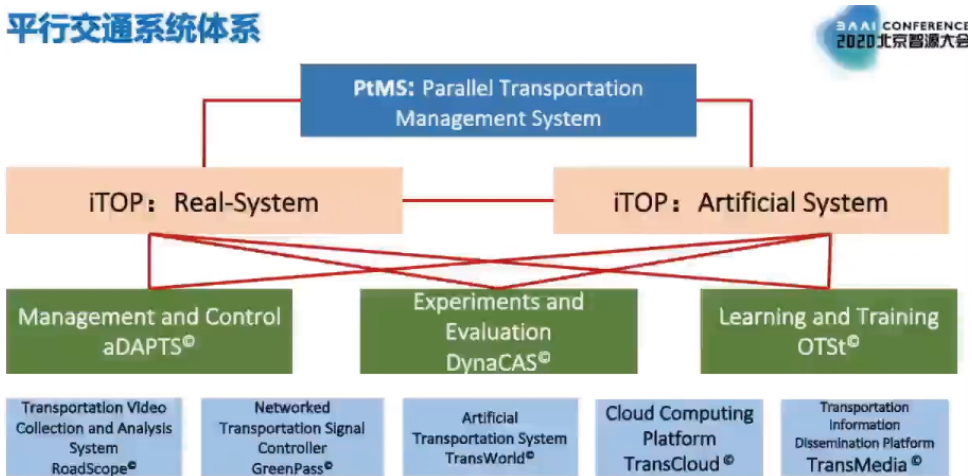 平行交通系统体系
BAAI CONFERENCE
2020北京智源大会
PtMS: Parallel Transportation
Management System
iTOP：Real-System
iTOP：Artificial System
Management and Control
aDAPTS©
Experiments and
Evaluation
DynaCAS©
Learning and Training
OTSt©
Transportation Video
Collection and Analysis
System
RoadScope©
Networked
Transportation Signal
Controller
GreenPass©
Artificial
Transportation System
TransWorld©
Cloud Computing
Platform
TransCloud ©
Transportation
Information
Dissemination Platform
TransMedia ©